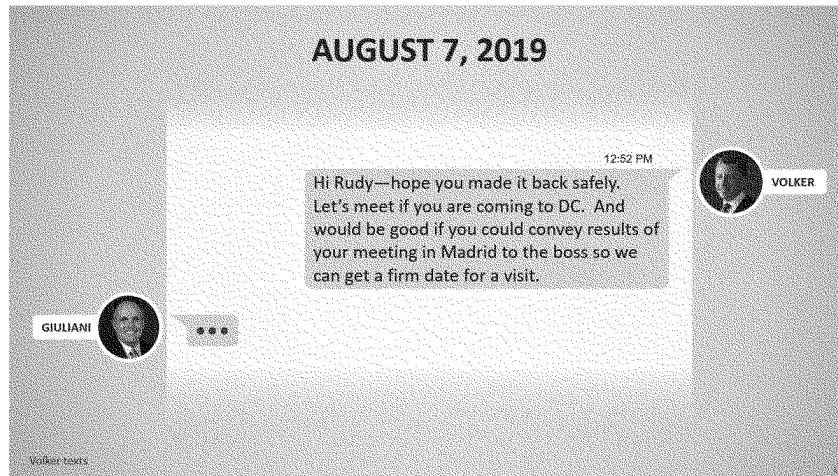 AUGUST 7, 2019
12:52 PM
VOLKER
Hi Rudy—hope you made it back safely.
Let's meet if you are coming to DC. And
would be good if you could convey results of
your meeting in Madrid to the boss so we
can get a firm date for a visit.
GIULIANI
Volker texts